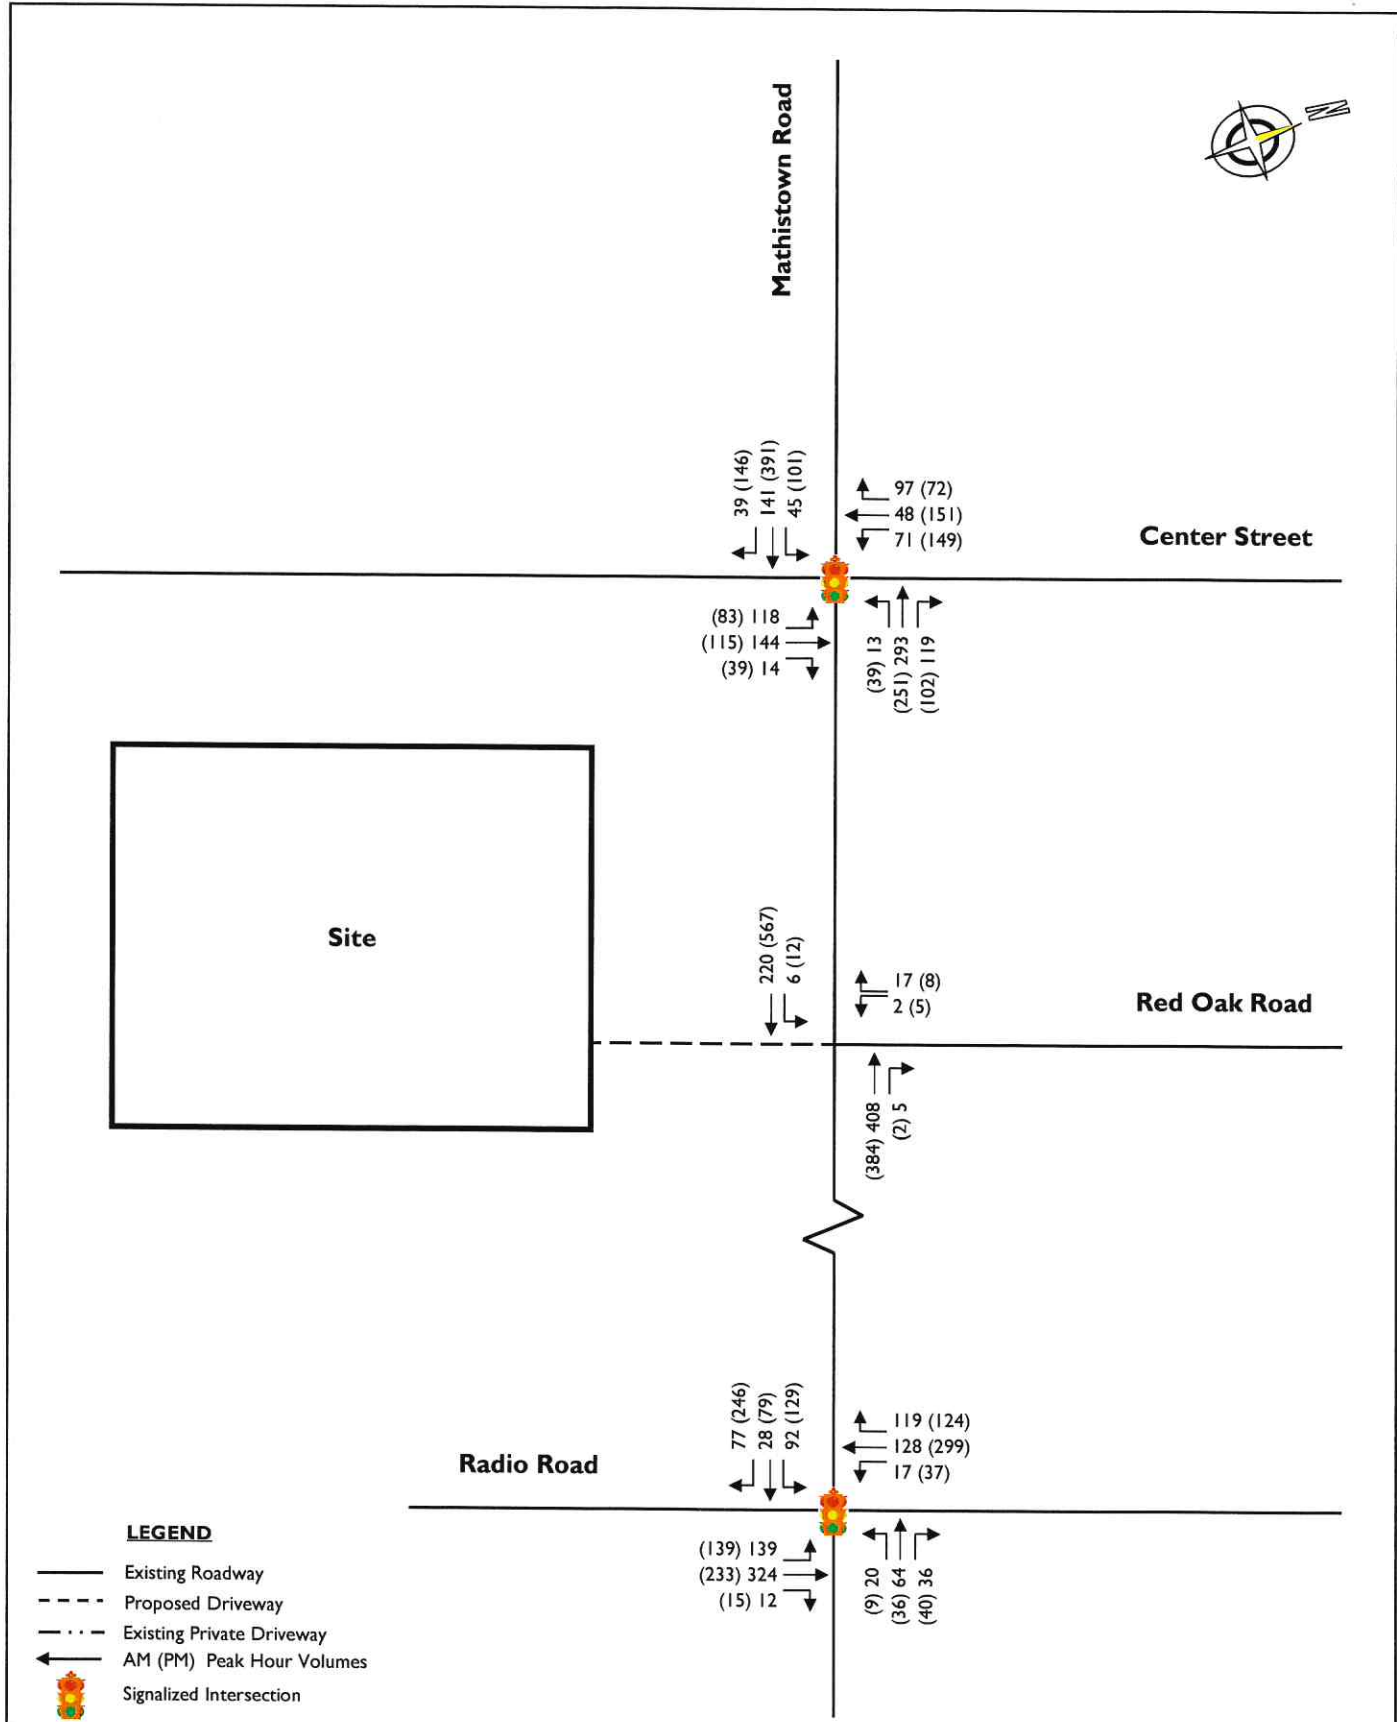 Mathistown Road
N
39 (146)
141 (391)
45 (101)
97 (72)
48 (151)
71 (149)
Center Street
(83) 118
(115) 144
(39) 14
(39) 13
(251) 293
(102) 119
Site
220 (567)
6 (12)
17 (8)
2 (5)
Red Oak Road
(384) 408
(2) 5
77 (246)
28 (79)
92 (129)
119 (124)
128 (299)
17 (37)
Radio Road
(139) 139
(233) 324
(15) 12
(9) 20
(36) 64
(40) 36
LEGEND
Existing Roadway
Proposed Driveway
Existing Private Driveway
AM (PM) Peak Hour Volumes
Signalized Intersection